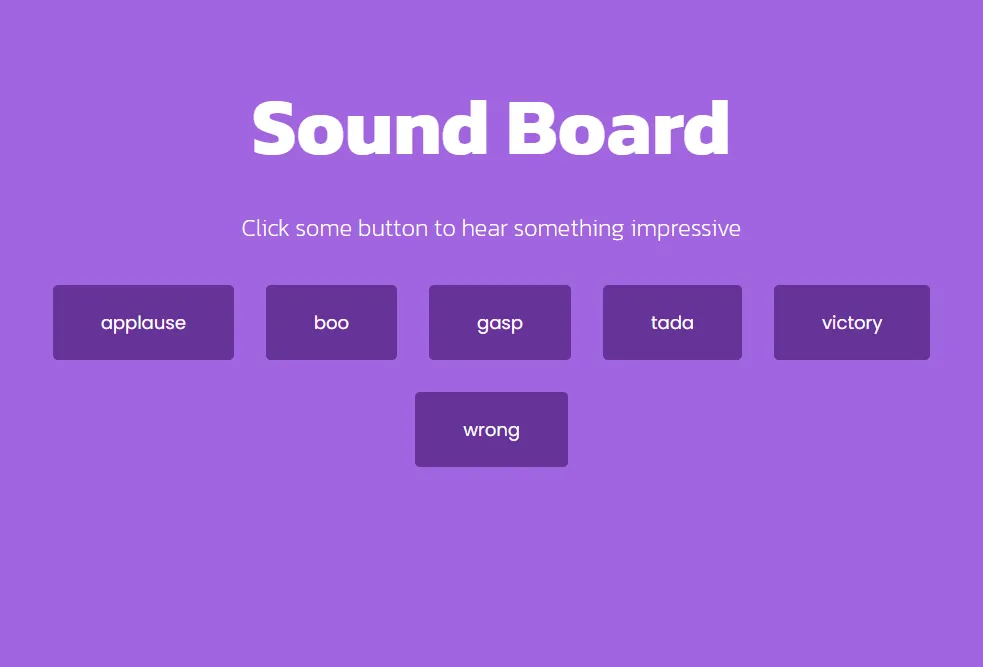 Sound Board
Click some button to hear something impressive
applause boo gasp tada victory
wrong